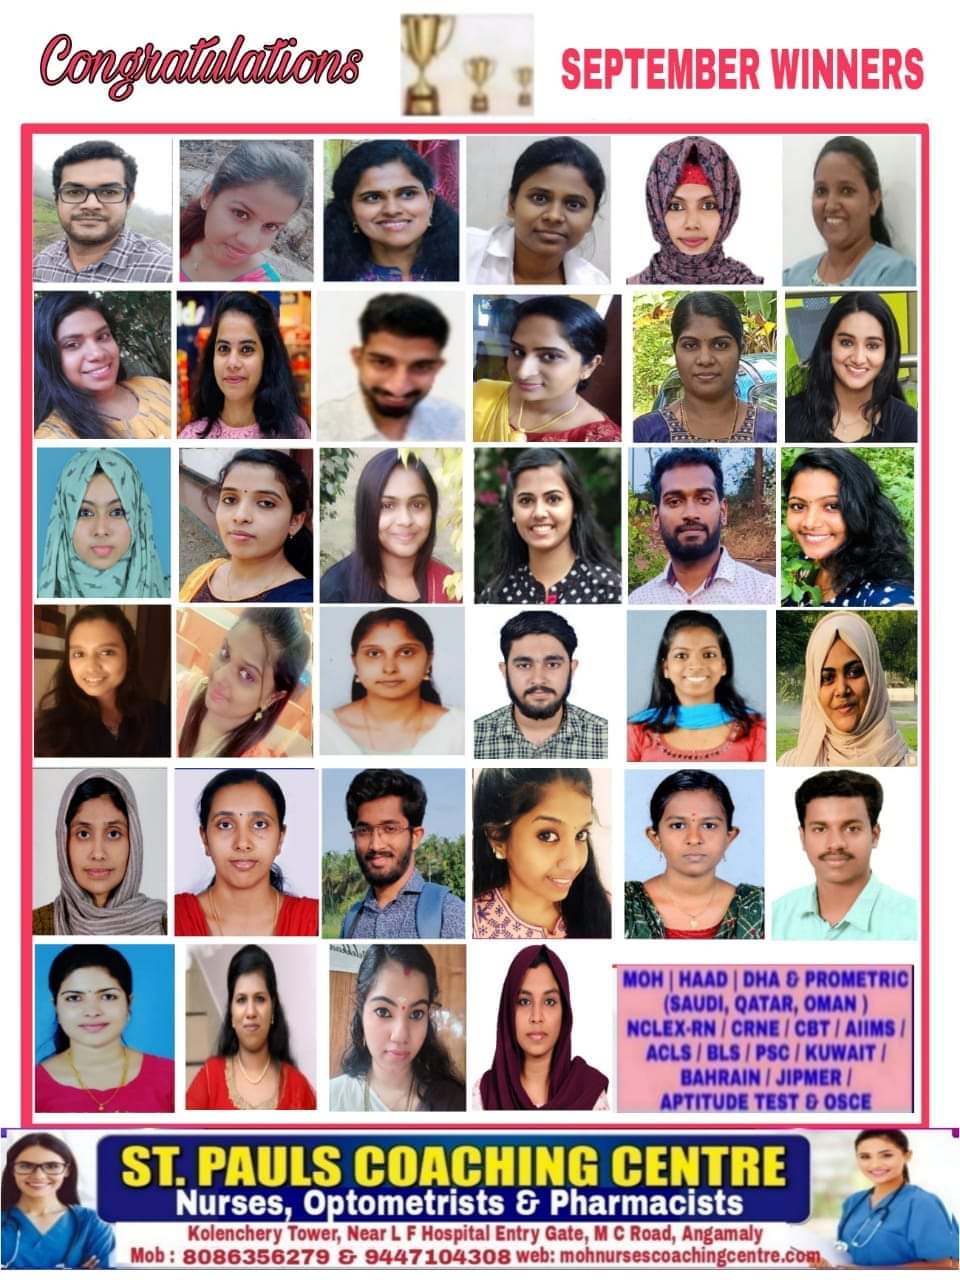 Congratulations
SEPTEMBER WINNERS
MOH | HAAD | DHA & PROMETRIC
(SAUDI, QATAR, OMAN )
NCLEX-RN / CRNE / CBT / AIIMS /
ACLS / BLS / PSC / KUWAIT /
BAHRAIN / JIPMER /
APTITUDE TEST & OSCE
ST. PAULS COACHING CENTRE
Nurses, Optometrists & Pharmacists
Kolenchery Tower, Near L F Hospital Entry Gate, M C Road, Angamaly
Mob : 8086356279 & 9447104308 web: mohnursescoachingcentre.com